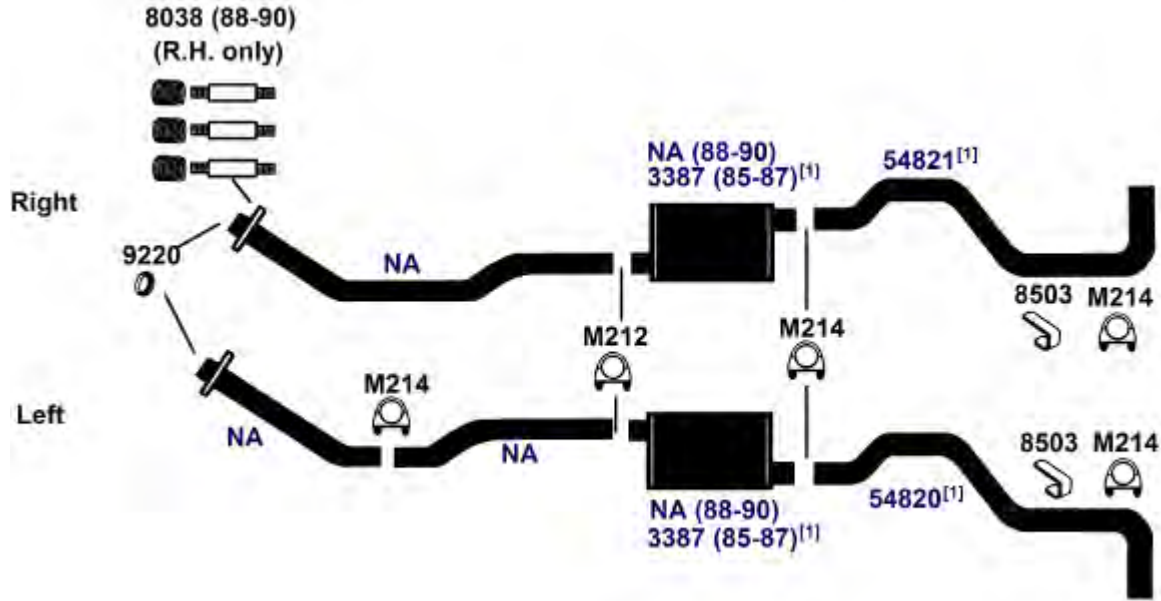 8038 (88-90)
(R.H. only)
NA (88-90)
3387 (85-87)[1]
54821[1]
Right
9220
NA
8503 M214
M212
M214
M214
Left
NA
NA
8503 M214
54820[1]
NA (88-90)
3387 (85-87)[1]